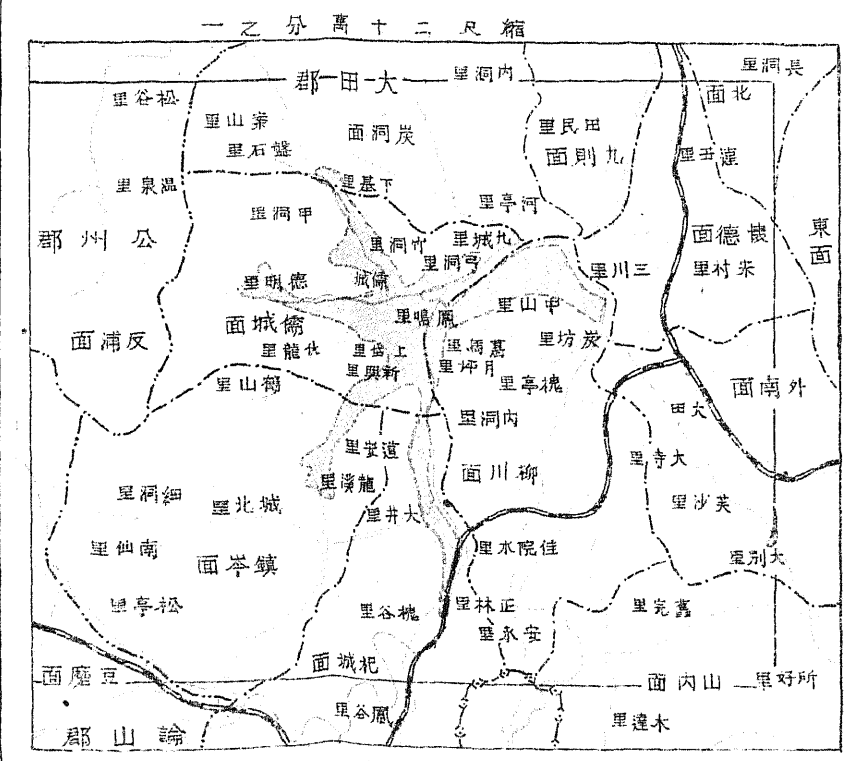 縮尺二十萬分之一
大田郡
內洞里
長洞里
松谷里
北面
盤石里
炭洞面
田民里
九則面
溫泉里
下基里
河亭里
甲洞里
竹洞里
九城里
懷德面
東面
公州郡
弓洞里
三川里
宋村里
德明里
儒城
儒城面
鳳鳴里
中山里
反浦面
伏龍里
上垈里
炭坊里
新興里
月坪里
鶴山里
槐亭里
外南面
大田
內洞里
道安里
柳川面
大寺里
龍溪里
細洞里
城北里
大井里
芙沙里
南仙里
鎭岑面
佳院水里
大別里
松亭里
槐谷里
正林里
舊完里
安永里
豆磨面
杞城面
山內面
所好里
鳳谷里
木達里
論山郡